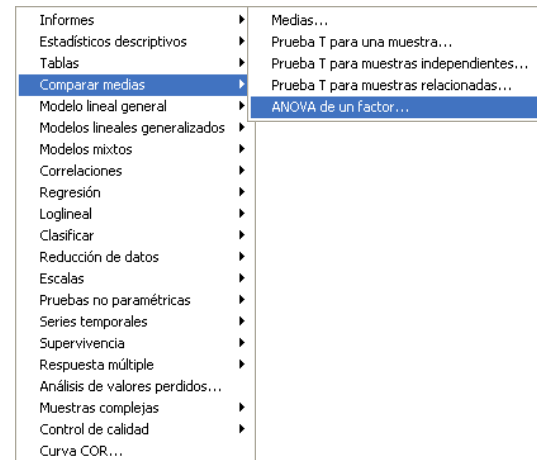 Informes
Estadísticos descriptivos
Tablas
Comparar medias
Modelo lineal general
Modelos lineales generalizados
Modelos mixtos
Correlaciones
Regresión
Loglineal
Clasificar
Reducción de datos
Escalas
Pruebas no paramétricas
Series temporales
Supervivencia
Respuesta múltiple
Análisis de valores perdidos...
Muestras complejas
Control de calidad
Curva COR...
Medias...
Prueba T para una muestra...
Prueba T para muestras independientes...
Prueba T para muestras relacionadas...
ANOVA de un factor...